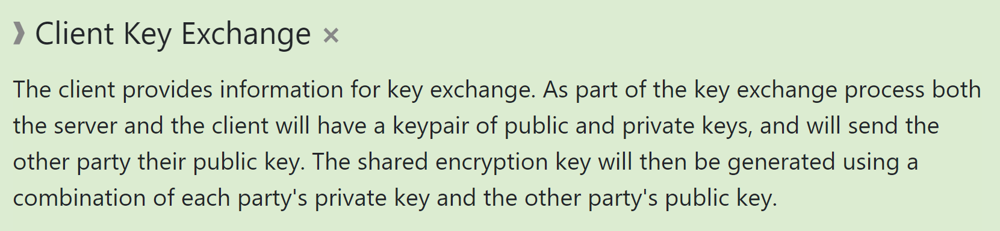 Client Key Exchange ×
The client provides information for key exchange. As part of the key exchange process both
the server and the client will have a keypair of public and private keys, and will send the
other party their public key. The shared encryption key will then be generated using a
combination of each party's private key and the other party's public key.